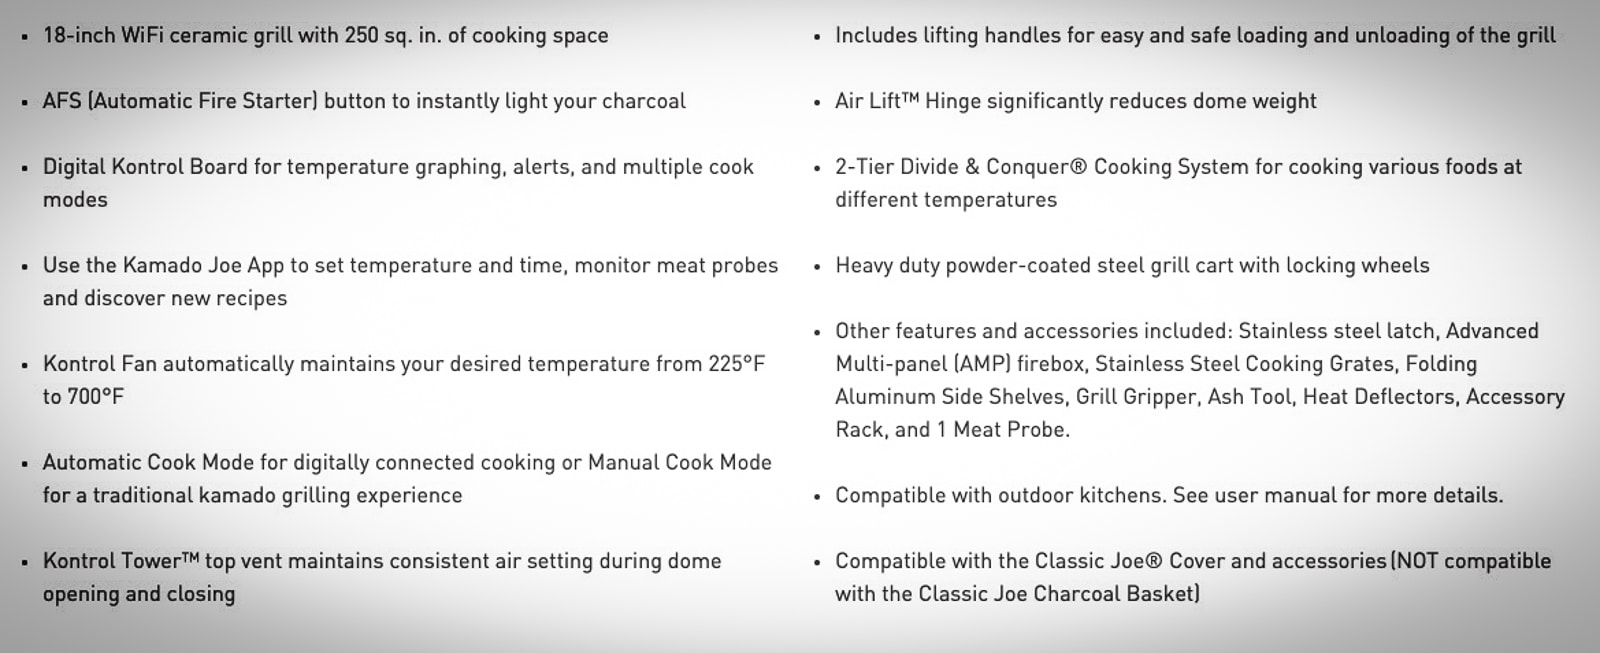 • 18-inch WiFi ceramic grill with 250 sq. in. of cooking space
• AFS (Automatic Fire Starter) button to instantly light your charcoal
• Digital Kontrol Board for temperature graphing, alerts, and multiple cook
modes
• Use the Kamado Joe App to set temperature and time, monitor meat probes
and discover new recipes
• Kontrol Fan automatically maintains your desired temperature from 225°F
to 700°F
• Automatic Cook Mode for digitally connected cooking or Manual Cook Mode
for a traditional kamado grilling experience
• Kontrol Tower™ top vent maintains consistent air setting during dome
opening and closing
• Includes lifting handles for easy and safe loading and unloading of the grill
• Air Lift™ Hinge significantly reduces dome weight
• 2-Tier Divide & Conquer® Cooking System for cooking various foods at
different temperatures
• Heavy duty powder-coated steel grill cart with locking wheels
• Other features and accessories included: Stainless steel latch, Advanced
Multi-panel (AMP) firebox, Stainless Steel Cooking Grates, Folding
Aluminum Side Shelves, Grill Gripper, Ash Tool, Heat Deflectors, Accessory
Rack, and 1 Meat Probe.
• Compatible with outdoor kitchens. See user manual for more details.
• Compatible with the Classic Joe® Cover and accessories (NOT compatible
with the Classic Joe Charcoal Basket)